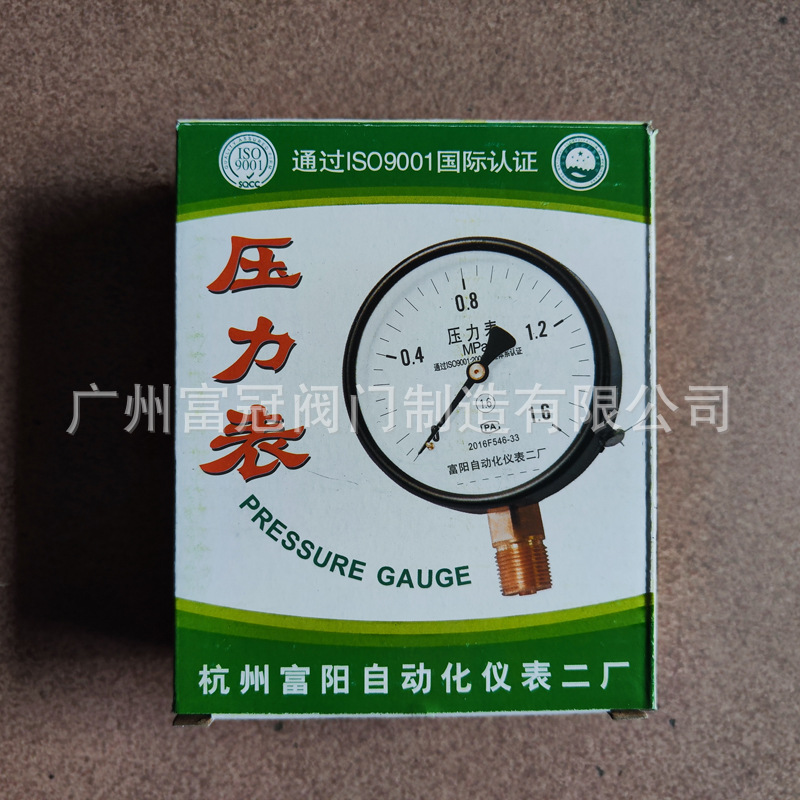 ISO
9001
SQCC
通过ISO9001国际认证
压力表
0.4
0.8
1.2
1.6
压力表
MPa
1.6
PA
2016F546-33
富阳自动化仪表二厂
广州富冠阀门制造有限公司
PRESSURE GAUGE
杭州富阳自动化仪表二厂